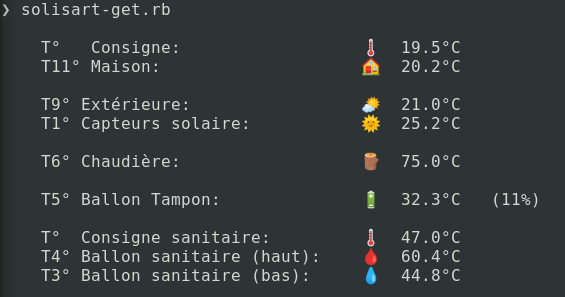 ❯ solisart-get.rb
T°   Consigne: 🌡 19.5°C
T11° Maison: 🏠 20.2°C
T9° Extérieure: 🌤 21.0°C
T1° Capteurs solaire: 🌞 25.2°C
T6° Chaudière: 🪵 75.0°C
T5° Ballon Tampon: 🔋 32.3°C (11%)
T°  Consigne sanitaire: 🌡 47.0°C
T4° Ballon sanitaire (haut): 🩸 60.4°C
T3° Ballon sanitaire (bas): 💧 44.8°C